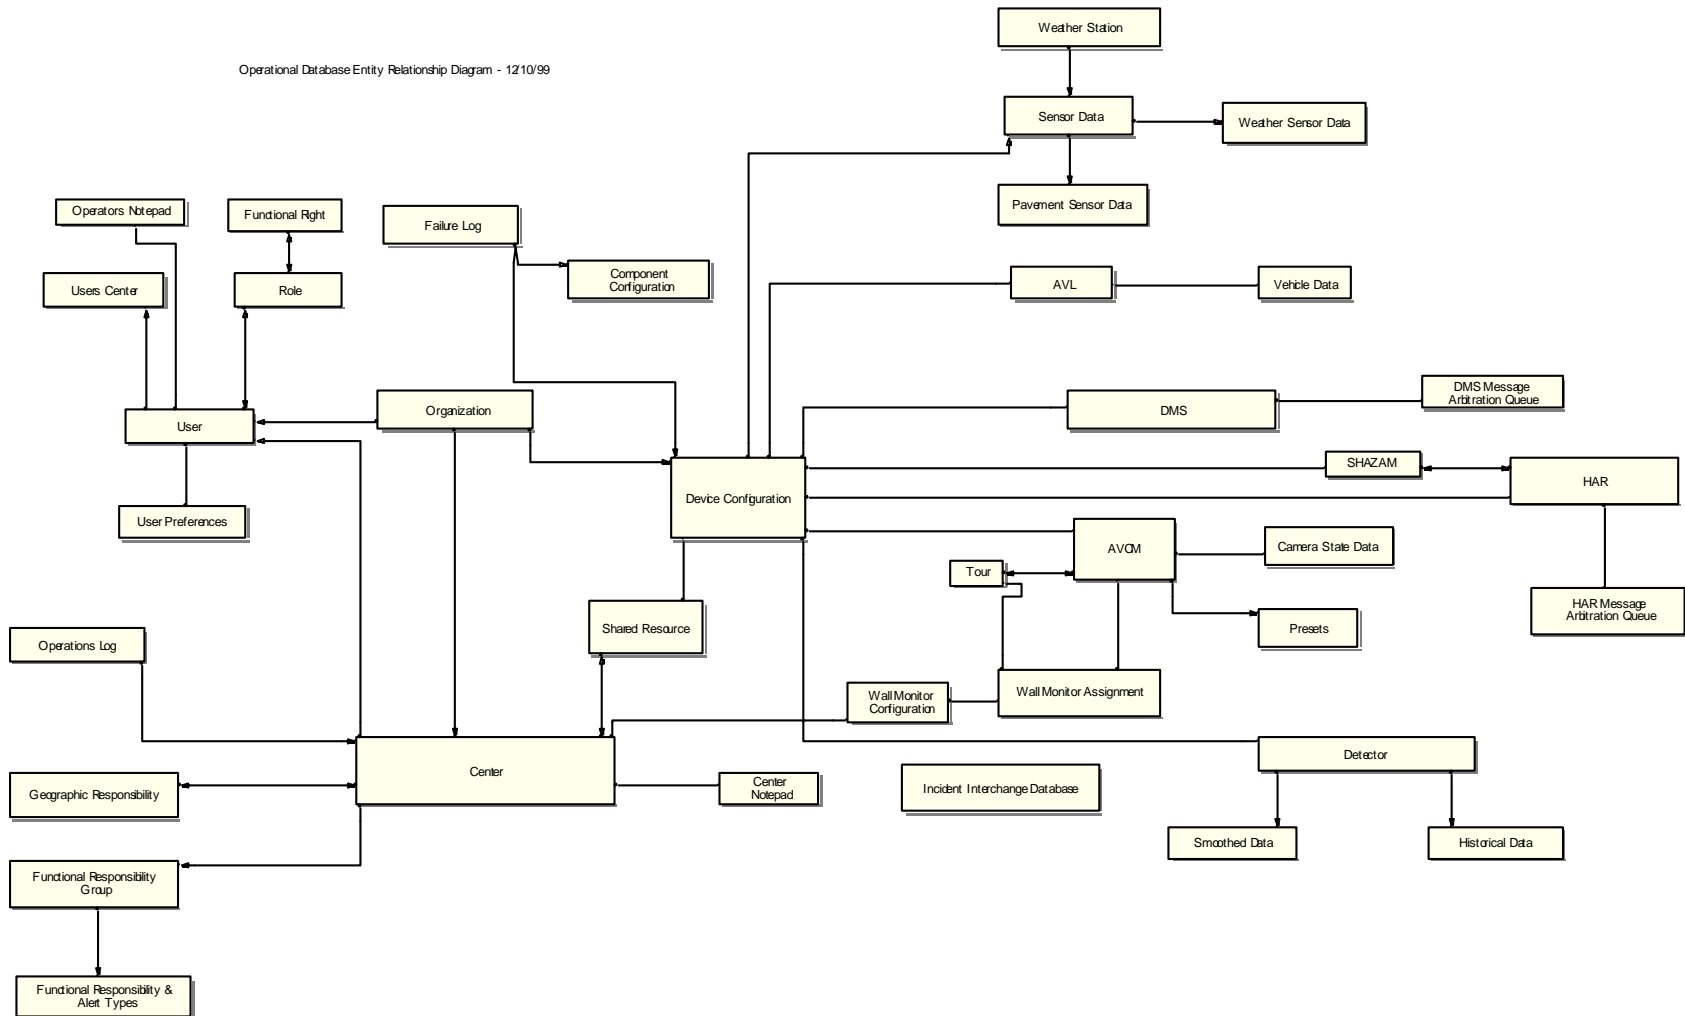 Weather Station
Operational Database Entity Relationship Diagram - 12/10/99
Sensor Data
Weather Sensor Data
Pavement Sensor Data
Operators Notepad
Functional Right
Failure Log
Component
Configuration
Users Center
Role
AVL
Vehicle Data
Organization
DMS
DMS Message
Arbitration Queue
User
SHAZAM
HAR
Device Configuration
User Preferences
AVCM
Camera State Data
Tour
HAR Message
Arbitration Queue
Shared Resource
Presets
Operations Log
Wall Monitor
Configuration
Wall Monitor Assignment
Center
Detector
Geographic Responsibility
Center
Notepad
Incident Interchange Database
Smoothed Data
Historical Data
Functional Responsibility
Group
Functional Responsibility &
Alert Types